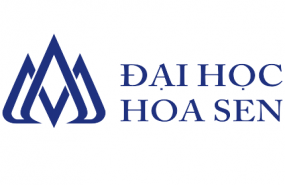 ĐẠI HỌC
HOA SEN